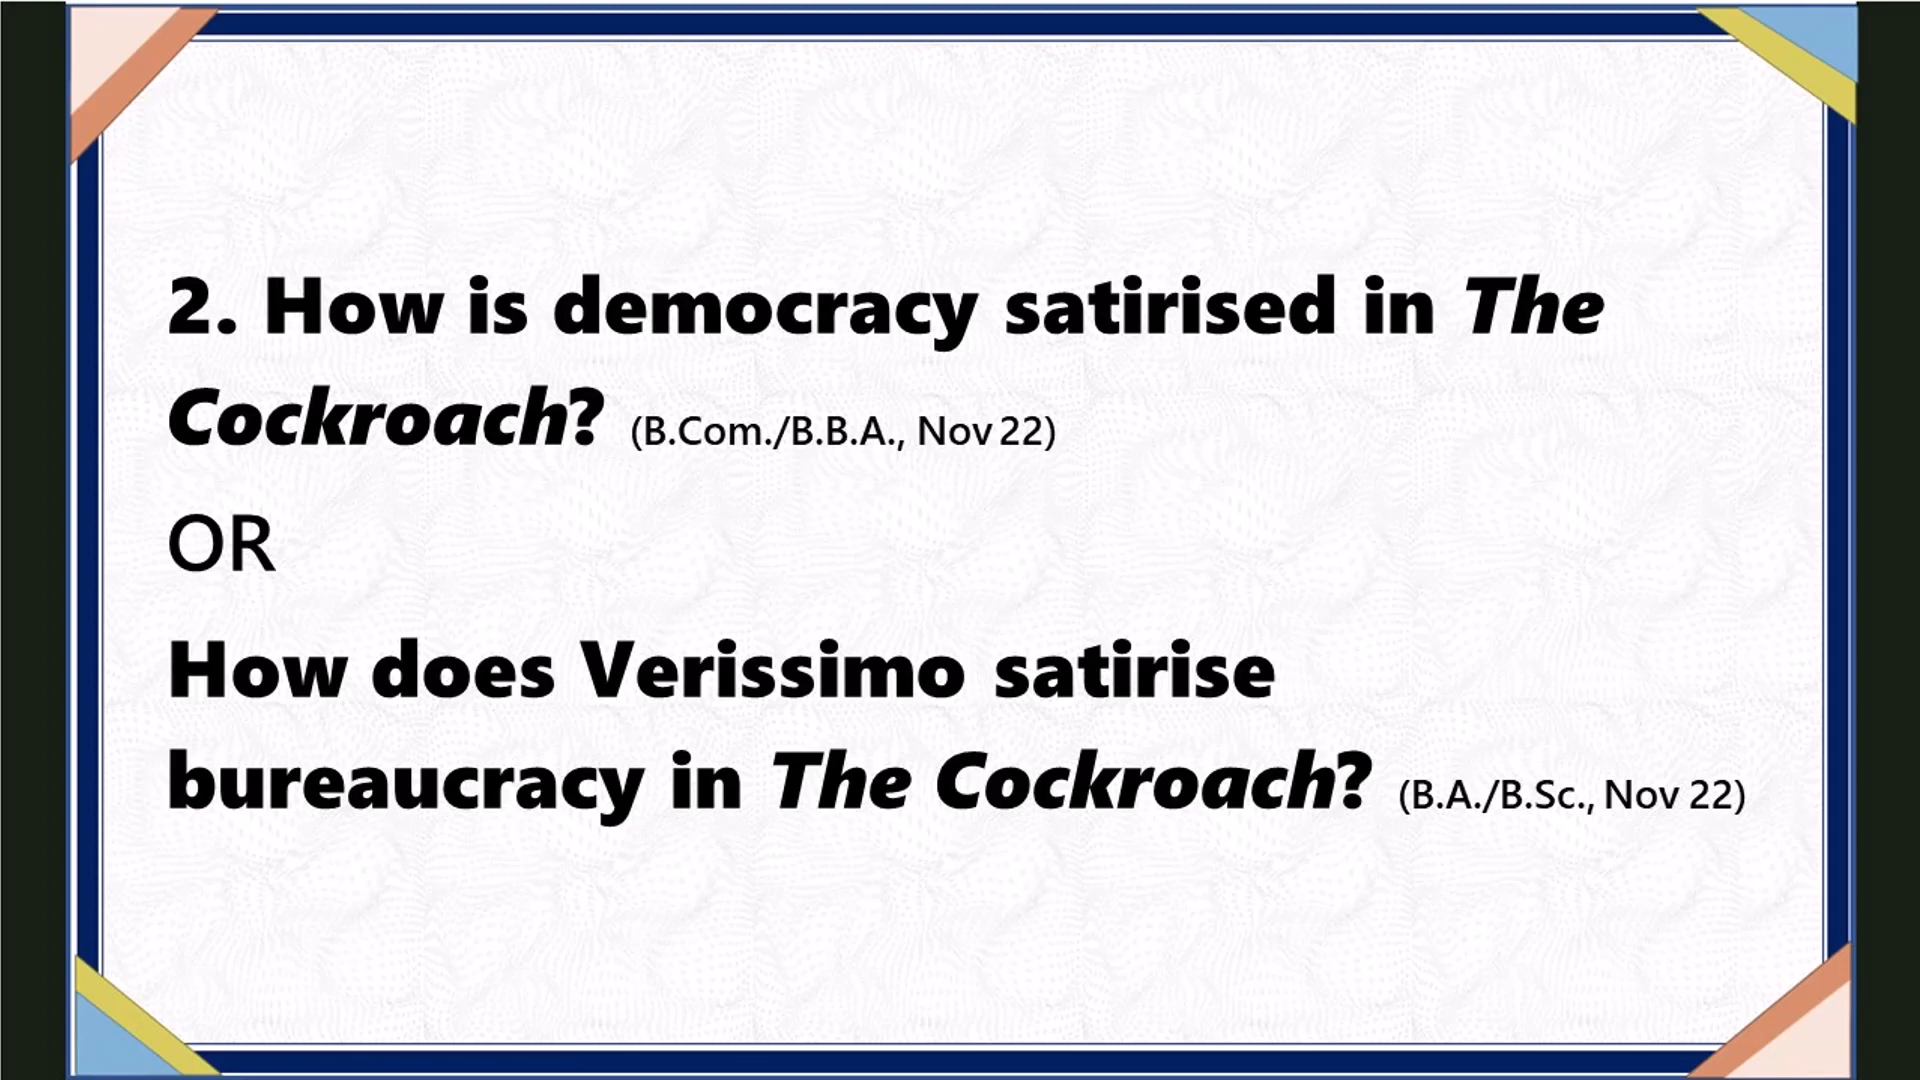 2. How is democracy satirised in The
Cockroach? (B.Com./B.B.A., Nov 22)
OR
How does Verissimo satirise
bureaucracy in The Cockroach? (B.A./B.Sc., Nov 22)